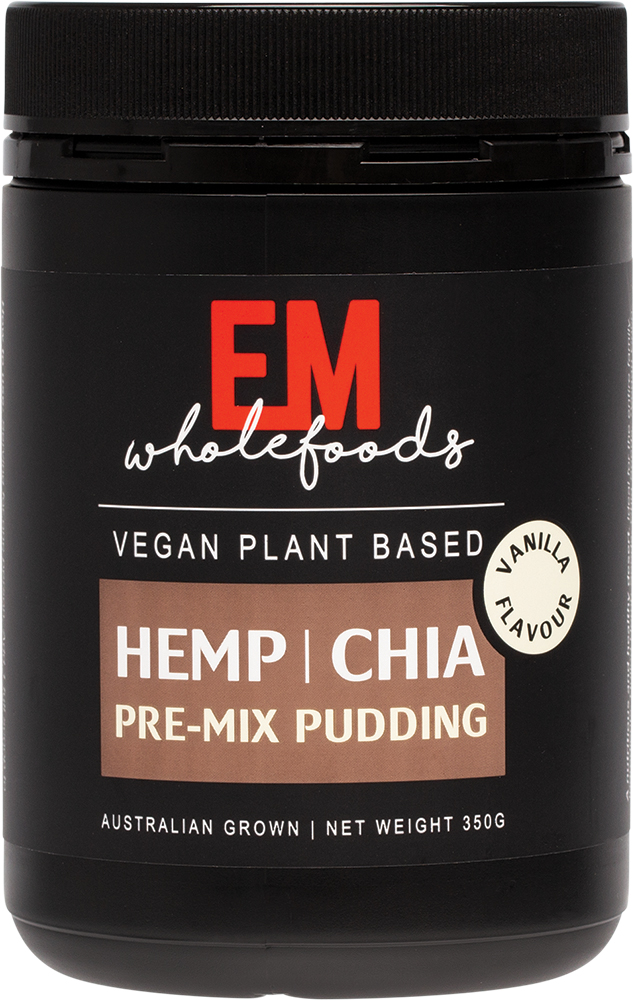 EM
wholefoods
VEGAN PLANT BASED
VANILLA
FLAVOUR
HEMP | CHIA
PRE-MIX PUDDING
AUSTRALIAN GROWN | NET WEIGHT 350G